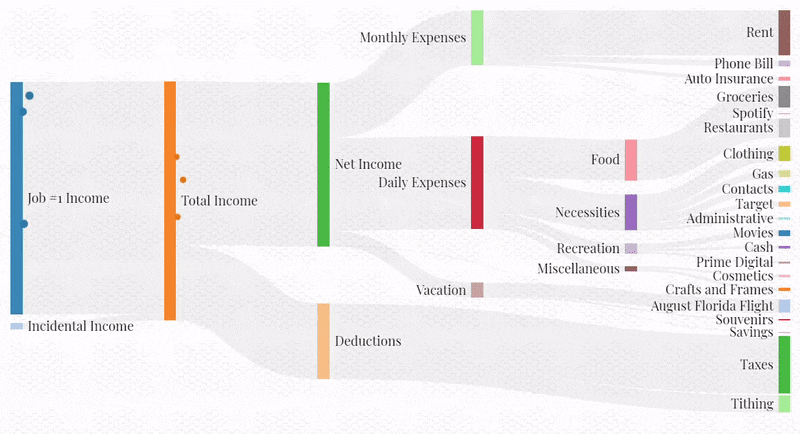 Monthly Expenses
Rent
Phone Bill
Auto Insurance
Groceries
Spotify
Restaurants
Clothing
Food
Net Income
Gas
Daily Expenses
Contacts
Job #1 Income
Total Income
Target
Necessities
Administrative
Movies
Recreation
Cash
Prime Digital
Miscellaneous
Cosmetics
Vacation
Crafts and Frames
August Florida Flight
Souvenirs
Incidental Income
Savings
Deductions
Taxes
Tithing